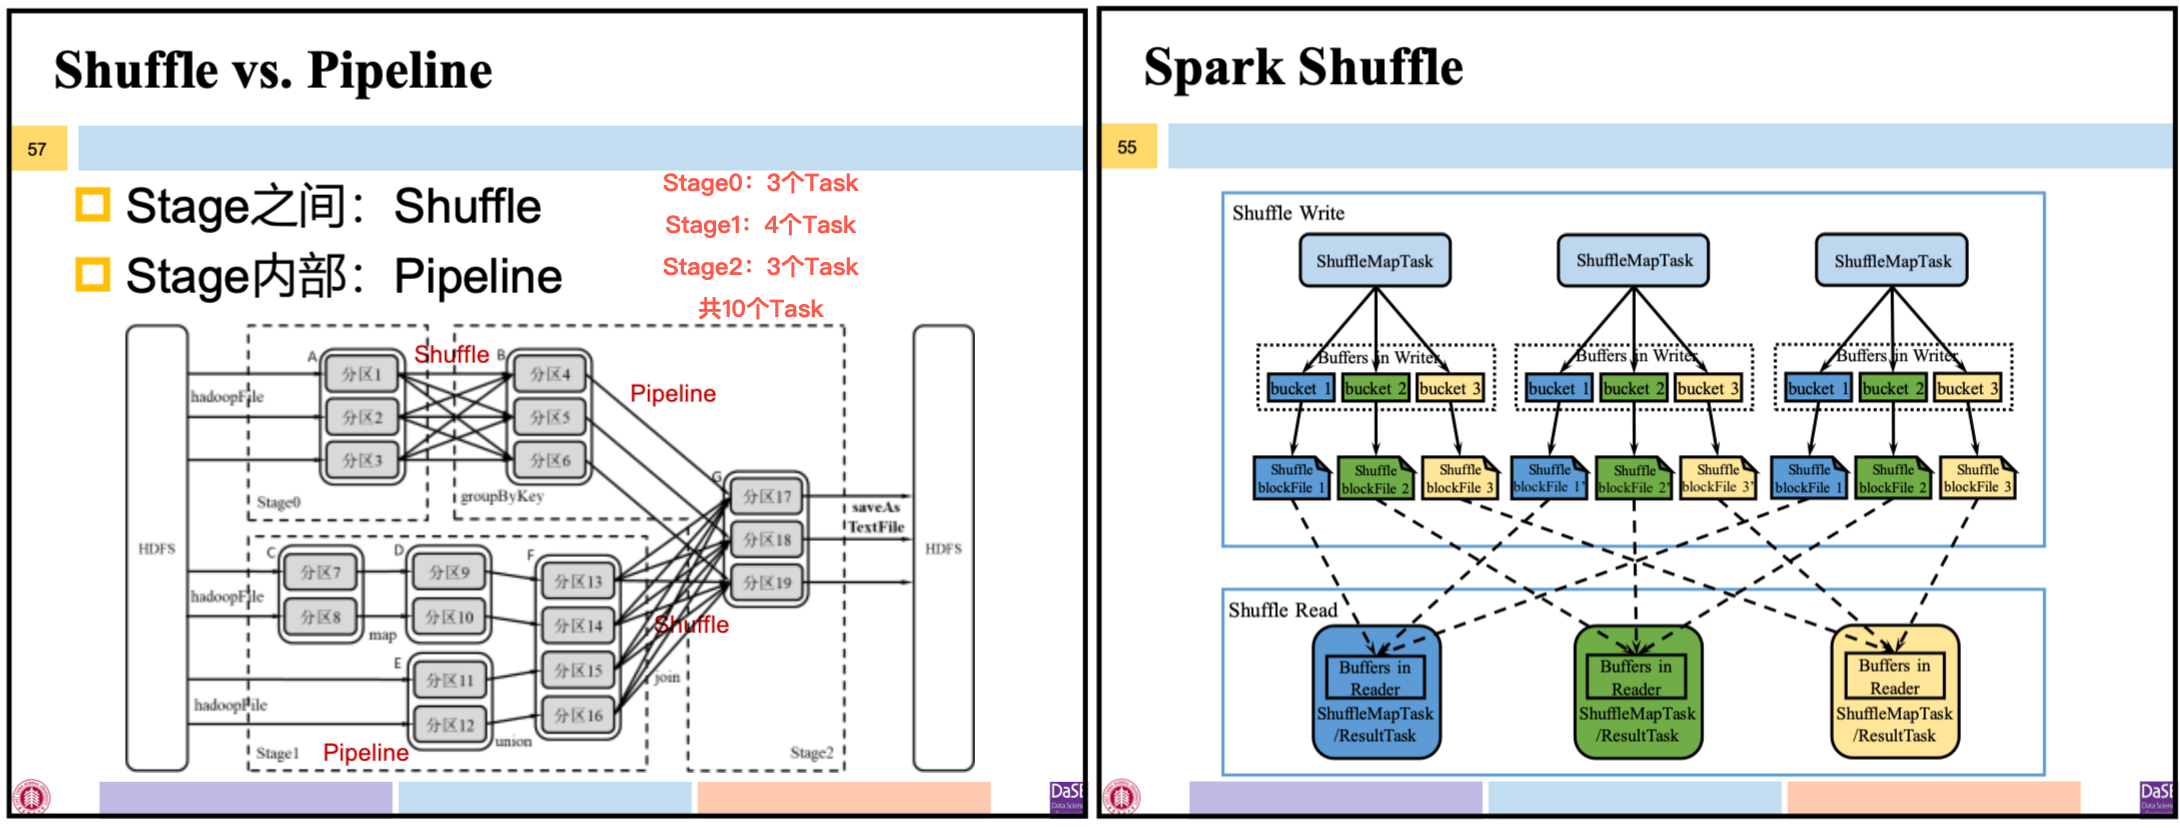 Shuffle vs. Pipeline
57
Stage之间：Shuffle
Stage内部：Pipeline
Stage0：3个Task
Stage1：4个Task
Stage2：3个Task
共10个Task
HDFS
hadoopFile
A
分区1
分区2
分区3
Stage0
Shuffle
B
分区4
分区5
分区6
groupByKey
Pipeline
hadoopFile
C
分区7
分区8
map
D
分区9
分区10
hadoopFile
E
分区11
分区12
union
F
分区13
分区14
分区15
分区16
Stage1
Pipeline
Shuffle
join
G
分区17
分区18
分区19
Stage2
saveAs
TextFile
HDFS
DaSE
Data Scien
Spark Shuffle
55
Shuffle Write
ShuffleMapTask
ShuffleMapTask
ShuffleMapTask
Buffers in Writer
Buffers in Writer
Buffers in Writer
bucket 1
bucket 2
bucket 3
bucket 1
bucket 2
bucket 3
bucket 1
bucket 2
bucket 3
Shuffle
blockFile 1
Shuffle
blockFile 2
Shuffle
blockFile 3
Shuffle
blockFile 1'
Shuffle
blockFile 2'
Shuffle
blockFile 3'
Shuffle
blockFile 1
Shuffle
blockFile 2
Shuffle
blockFile 3
Shuffle Read
Buffers in
Reader
ShuffleMapTask
/ResultTask
Buffers in
Reader
ShuffleMapTask
/ResultTask
Buffers in
Reader
ShuffleMapTask
/ResultTask
DaSE
Data Scien